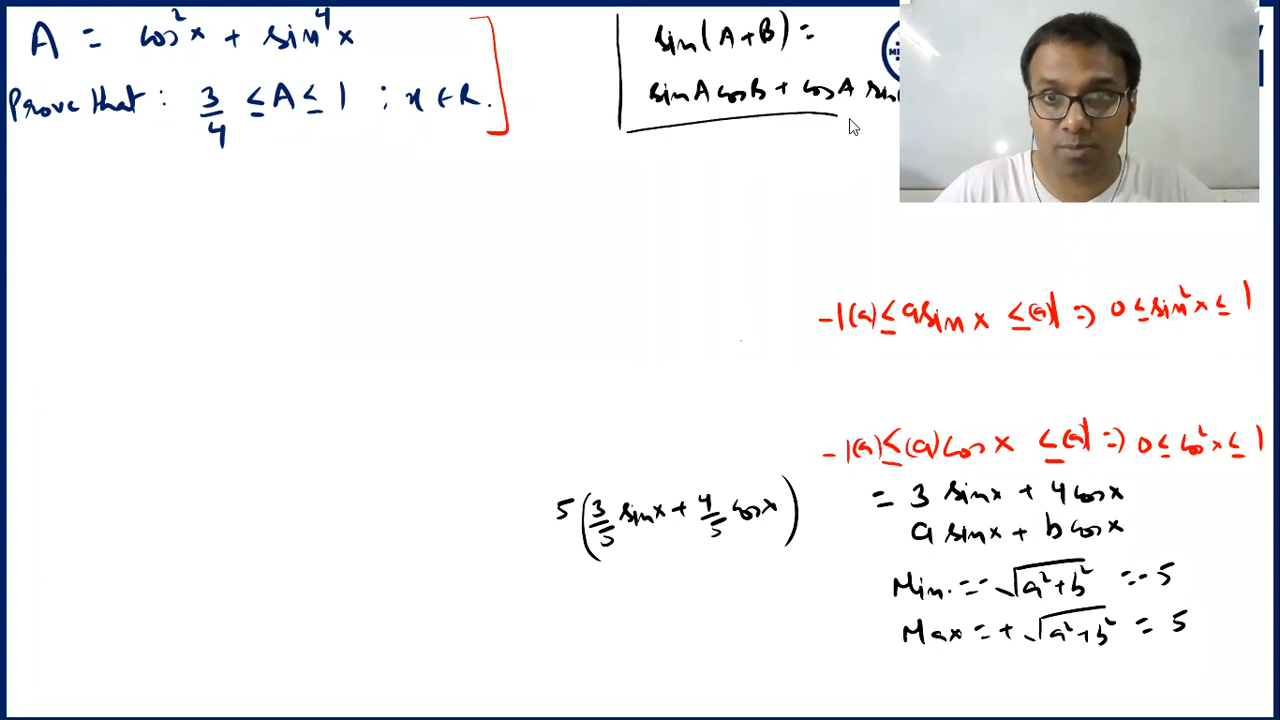 A = cos²x + sin⁴x
Prove that : 3/4 ≤ A ≤ 1 ; x ∈ R.
sin(A+B) =
sinA cosB + cosA sin
-|(a)| ≤ a sin x ≤ |a| ⇒ 0 ≤ sin²x ≤ 1
-|(a)| ≤ (a) cos x ≤ |a| ⇒ 0 ≤ cos²x ≤ 1
5(3/5 sinx + 4/5 cosx)
= 3 sinx + 4 cosx
a sinx + b cosx
Min. = -√(a²+b²) = -5
Max = +√(a²+b²) = 5